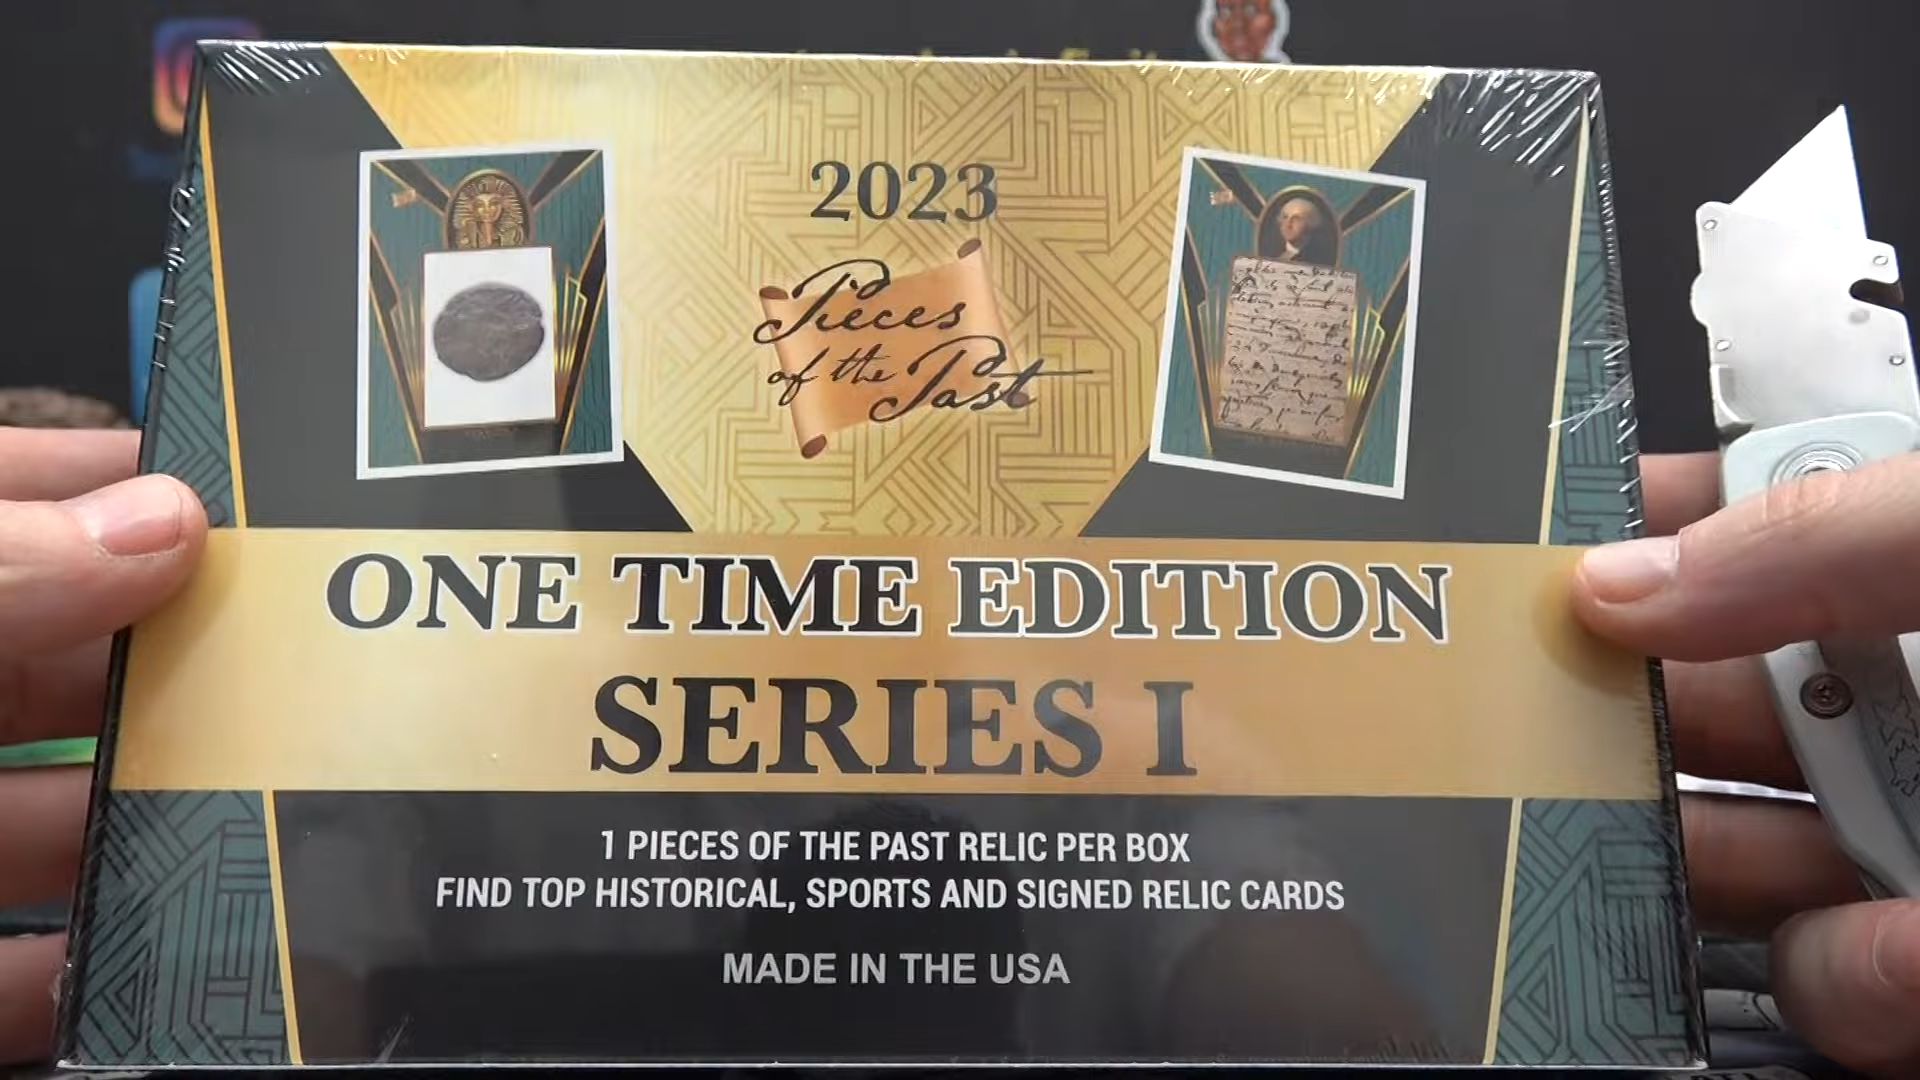 2023
Pieces
of the Past
ONE TIME EDITION
SERIES I
1 PIECES OF THE PAST RELIC PER BOX
FIND TOP HISTORICAL, SPORTS AND SIGNED RELIC CARDS
MADE IN THE USA